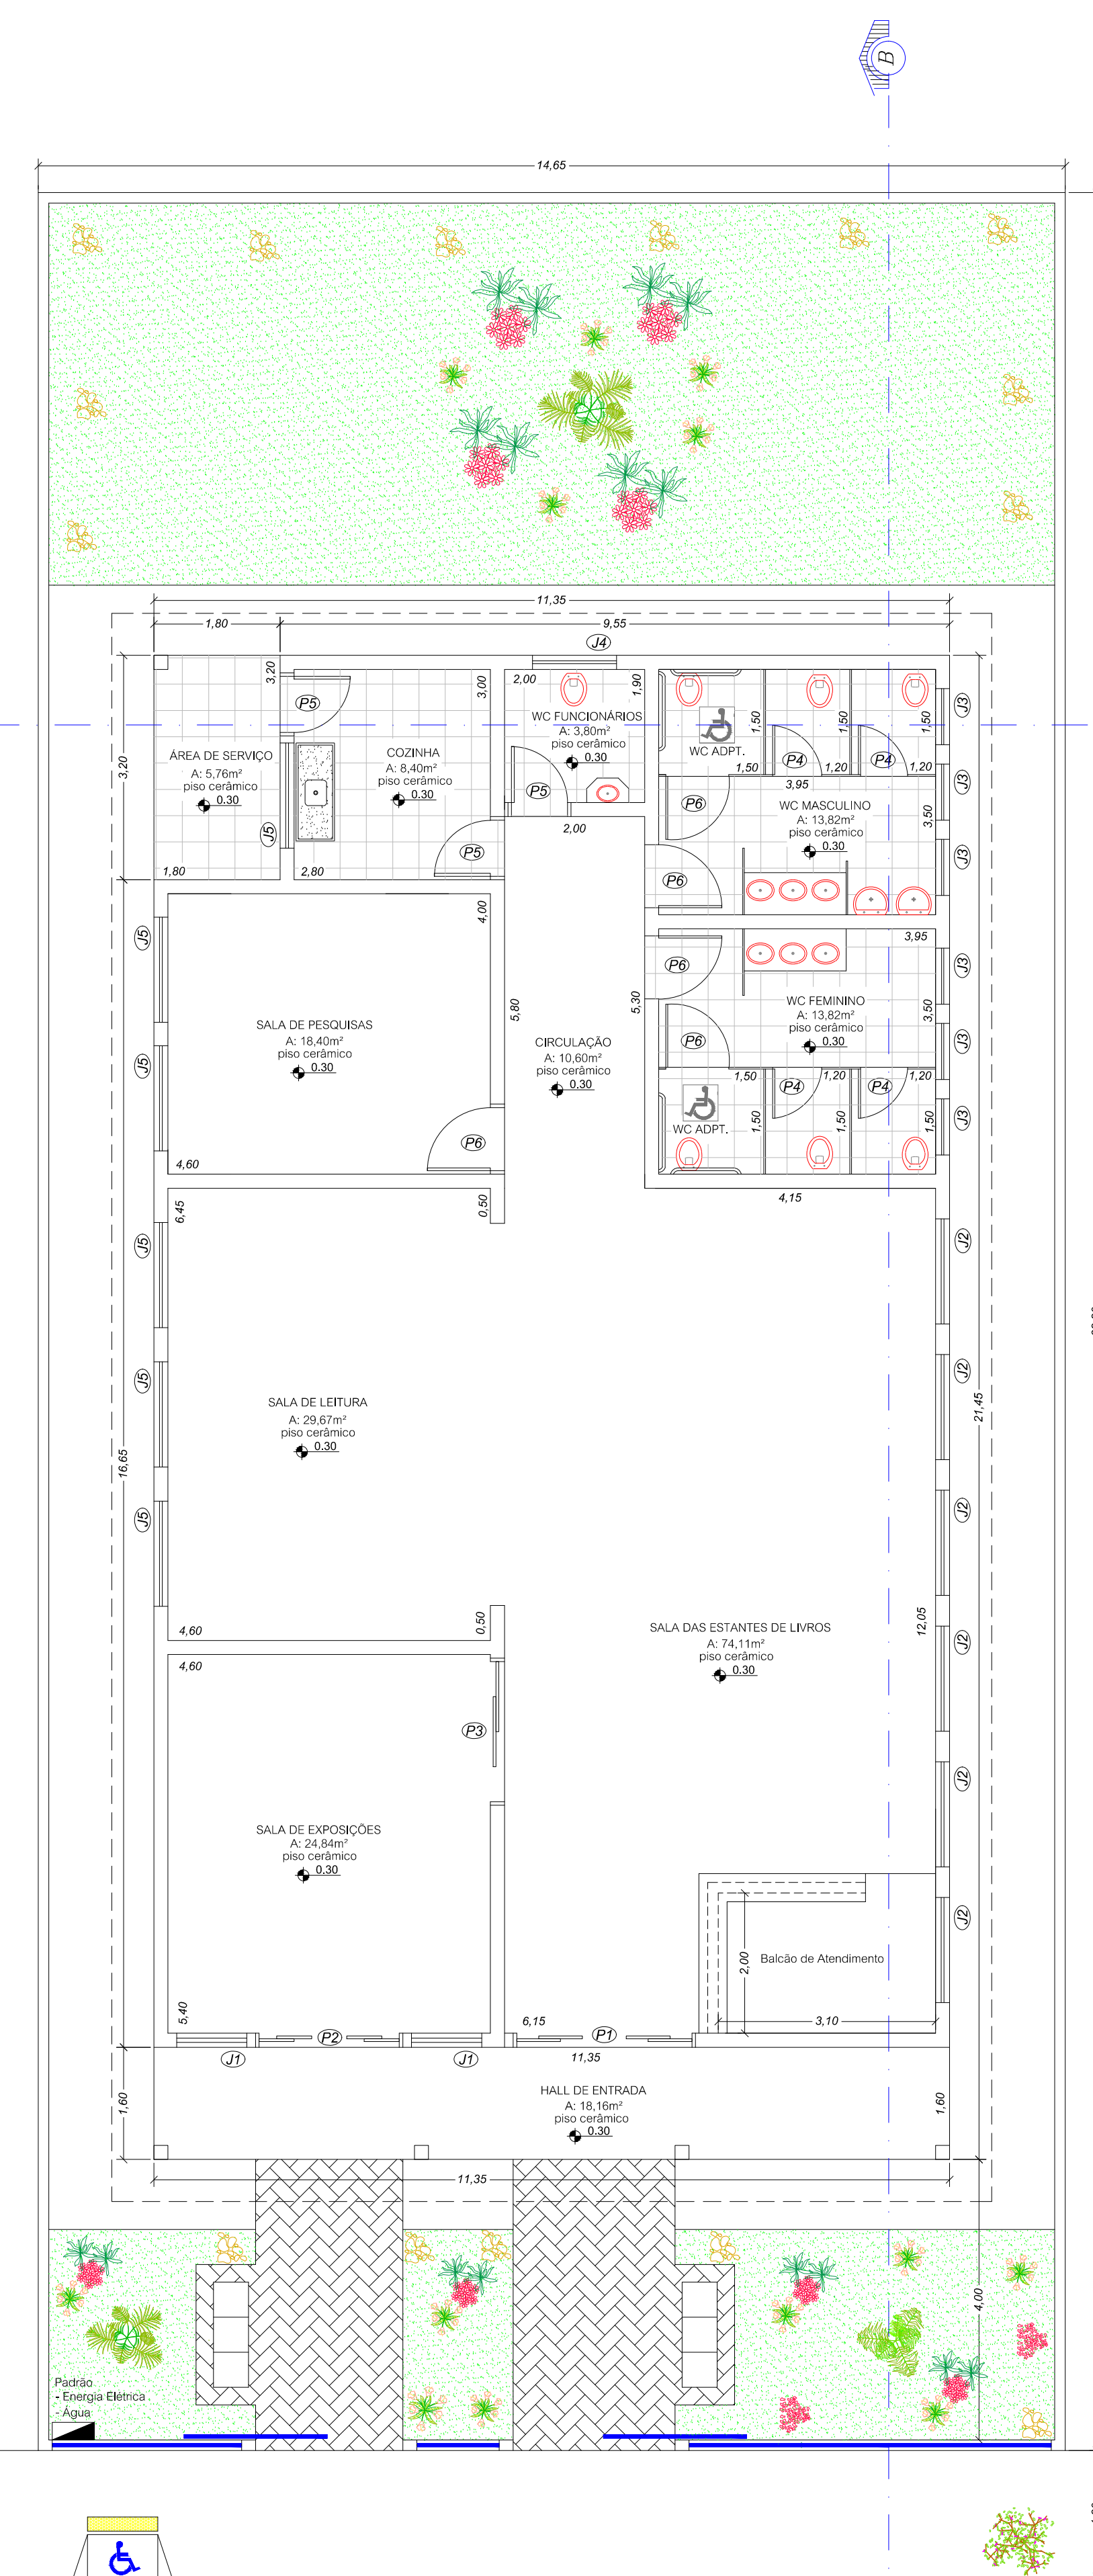 B
14,65
11,35
1,80
9,55
J4
3,20
3,00
2,00
1,90
P5
WC FUNCIONÁRIOS
A: 3,80m²
piso cerâmico
0.30
P5
ÁREA DE SERVIÇO
A: 5,76m²
piso cerâmico
0.30
COZINHA
A: 8,40m²
piso cerâmico
0.30
3,20
J5
P5
1,80
2,80
2,00
WC ADPT.
1,50
1,50
1,50
1,50
P4
P4
1,20
1,20
J3
J3
J3
3,95
P6
WC MASCULINO
A: 13,82m²
piso cerâmico
0.30
3,50
P6
4,00
J5
J5
SALA DE PESQUISAS
A: 18,40m²
piso cerâmico
0.30
5,80
5,30
CIRCULAÇÃO
A: 10,60m²
piso cerâmico
0.30
P6
3,95
WC FEMININO
A: 13,82m²
piso cerâmico
0.30
3,50
J3
J3
J3
P6
1,50
P4
1,20
P4
1,20
WC ADPT.
1,50
1,50
1,50
P6
4,60
4,15
6,45
0,50
J5
J5
J5
J2
J2
J2
J2
J2
J2
SALA DE LEITURA
A: 29,67m²
piso cerâmico
0.30
16,65
21,45
4,60
0,50
SALA DAS ESTANTES DE LIVROS
A: 74,11m²
piso cerâmico
0.30
12,05
4,60
P3
SALA DE EXPOSIÇÕES
A: 24,84m²
piso cerâmico
0.30
Balcão de Atendimento
2,00
3,10
5,40
6,15
P2
P1
J1
J1
11,35
HALL DE ENTRADA
A: 18,16m²
piso cerâmico
0.30
1,60
1,60
11,35
4,00
Padrão
- Energia Elétrica
- Água